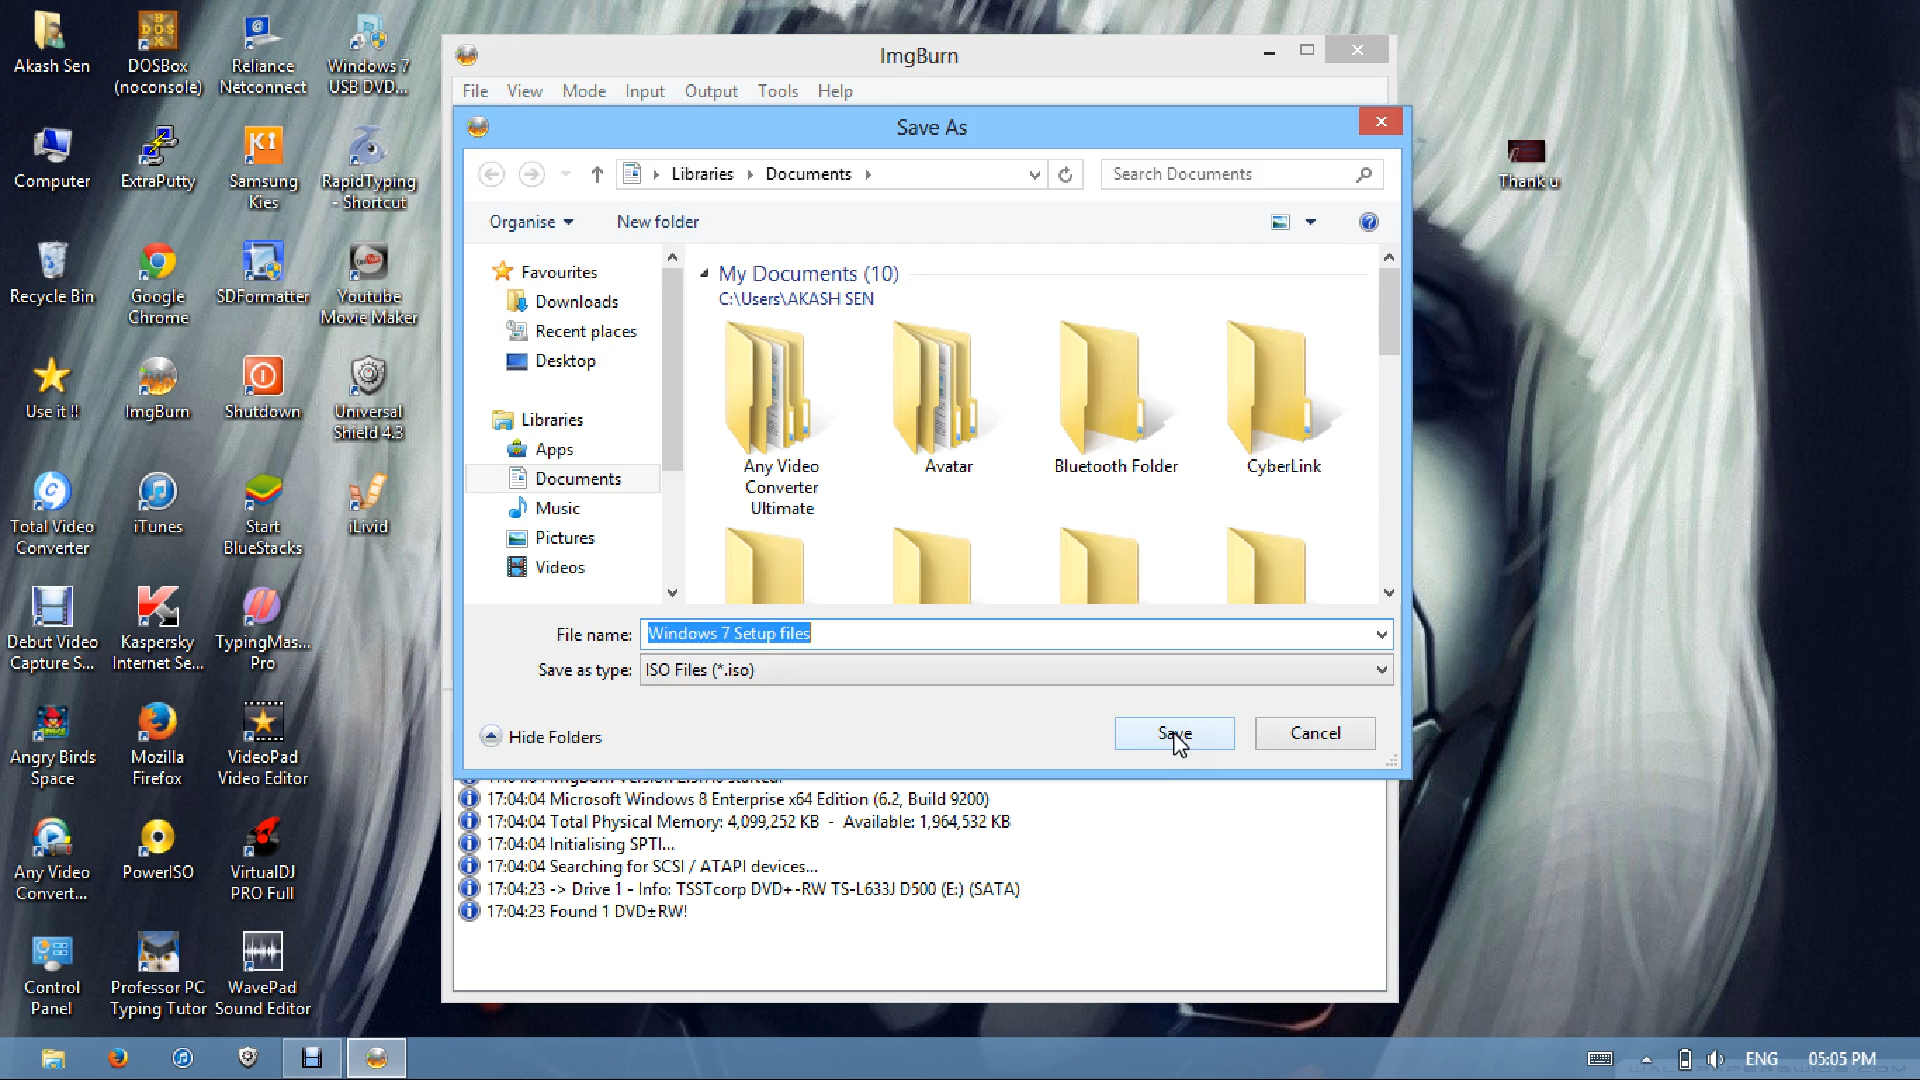 Akash Sen
DOSBox
(noconsole)
Reliance
Netconnect
Windows 7
USB DVD...
Computer
ExtraPutty
Samsung
Kies
RapidTyping
- Shortcut
Recycle Bin
Google
Chrome
SDFormatter
Youtube
Movie Maker
Use it !!
ImgBurn
Shutdown
Universal
Shield 4.3
Total Video
Converter
iTunes
Start
BlueStacks
iLivid
Debut Video
Capture S...
Kaspersky
Internet Se...
TypingMas...
Pro
Angry Birds
Space
Mozilla
Firefox
VideoPad
Video Editor
Any Video
Convert...
PowerISO
VirtualDJ
PRO Full
Control
Panel
Professor PC
Typing Tutor
WavePad
Sound Editor
Thank u
ImgBurn
File View Mode Input Output Tools Help
Save As
Libraries Documents
Search Documents
Organise
New folder
Favourites
Downloads
Recent places
Desktop
Libraries
Apps
Documents
Music
Pictures
Videos
My Documents (10)
C:\Users\AKASH SEN
Any Video
Converter
Ultimate
Avatar
Bluetooth Folder
CyberLink
File name: Windows 7 Setup files
Save as type: ISO Files (*.iso)
Hide Folders
Save
Cancel
17:04:04 Microsoft Windows 8 Enterprise x64 Edition (6.2, Build 9200)
17:04:04 Total Physical Memory: 4,099,252 KB - Available: 1,964,532 KB
17:04:04 Initialising SPTI...
17:04:04 Searching for SCSI / ATAPI devices...
17:04:23 -> Drive 1 - Info: TSSTcorp DVD+-RW TS-L633J D500 (E:) (SATA)
17:04:23 Found 1 DVD±RW!
ENG
05:05 PM